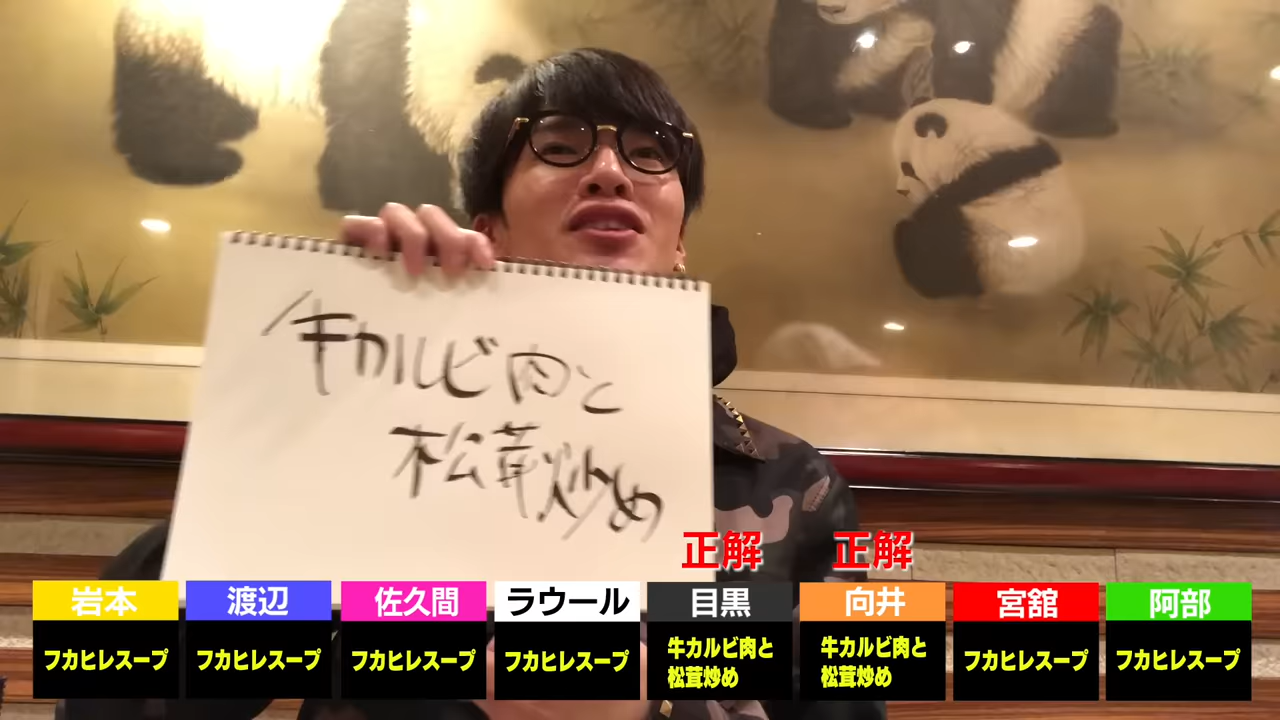 牛カルビ肉と
松茸炒め
正解 正解
岩本 渡辺 佐久間 ラウール 目黒 向井 宮舘 阿部
フカヒレスープ フカヒレスープ フカヒレスープ フカヒレスープ 牛カルビ肉と 牛カルビ肉と フカヒレスープ フカヒレスープ
松茸炒め 松茸炒め